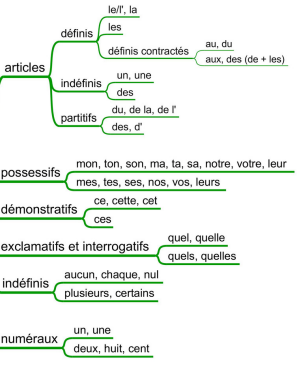 le/l', la
les
définis
définis contractés
au, du
aux, des (de + les)
articles
indéfinis
un, une
des
partitifs
du, de la, de l'
des, d'
possessifs
mon, ton, son, ma, ta, sa, notre, votre, leur
mes, tes, ses, nos, vos, leurs
démonstratifs
ce, cette, cet
ces
exclamatifs et interrogatifs
quel, quelle
quels, quelles
indéfinis
aucun, chaque, nul
plusieurs, certains
numéraux
un, une
deux, huit, cent